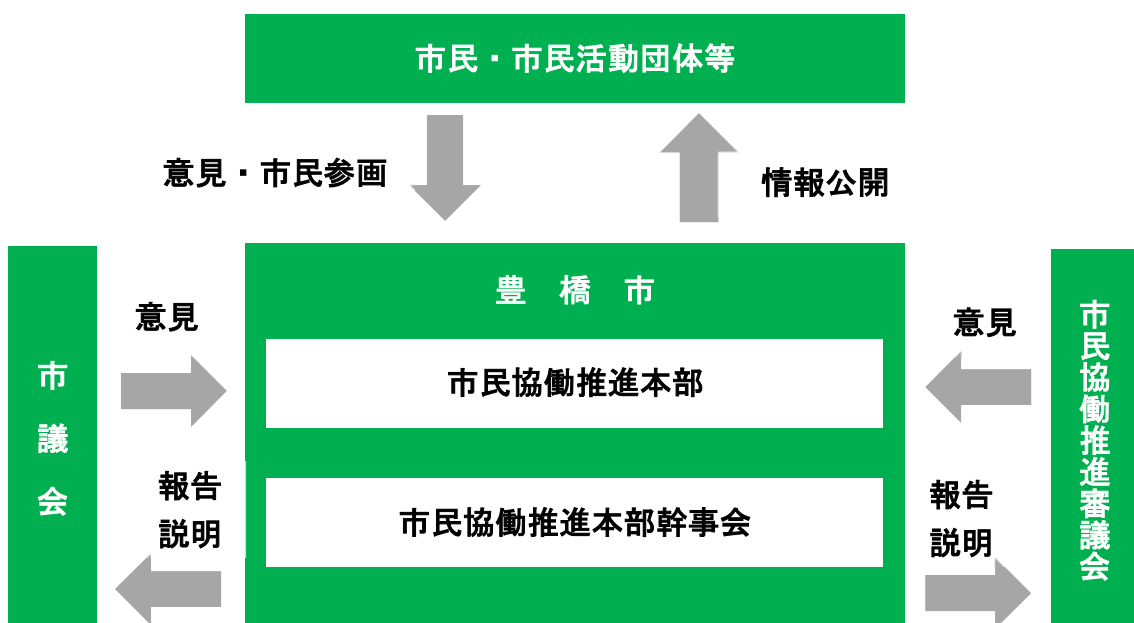 市民・市民活動団体等
意見・市民参画
情報公開
豊　橋　市
市民協働推進本部
市民協働推進本部幹事会
市議会
意見
報告
説明
意見
報告
説明
市民協働推進審議会